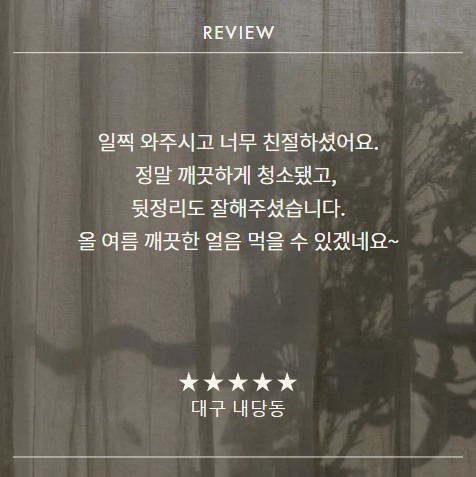 REVIEW
일찍 와주시고 너무 친절하셨어요.
정말 깨끗하게 청소됐고,
뒷정리도 잘해주셨습니다.
올 여름 깨끗한 얼음 먹을 수 있겠네요~
★★★★★
대구 내당동